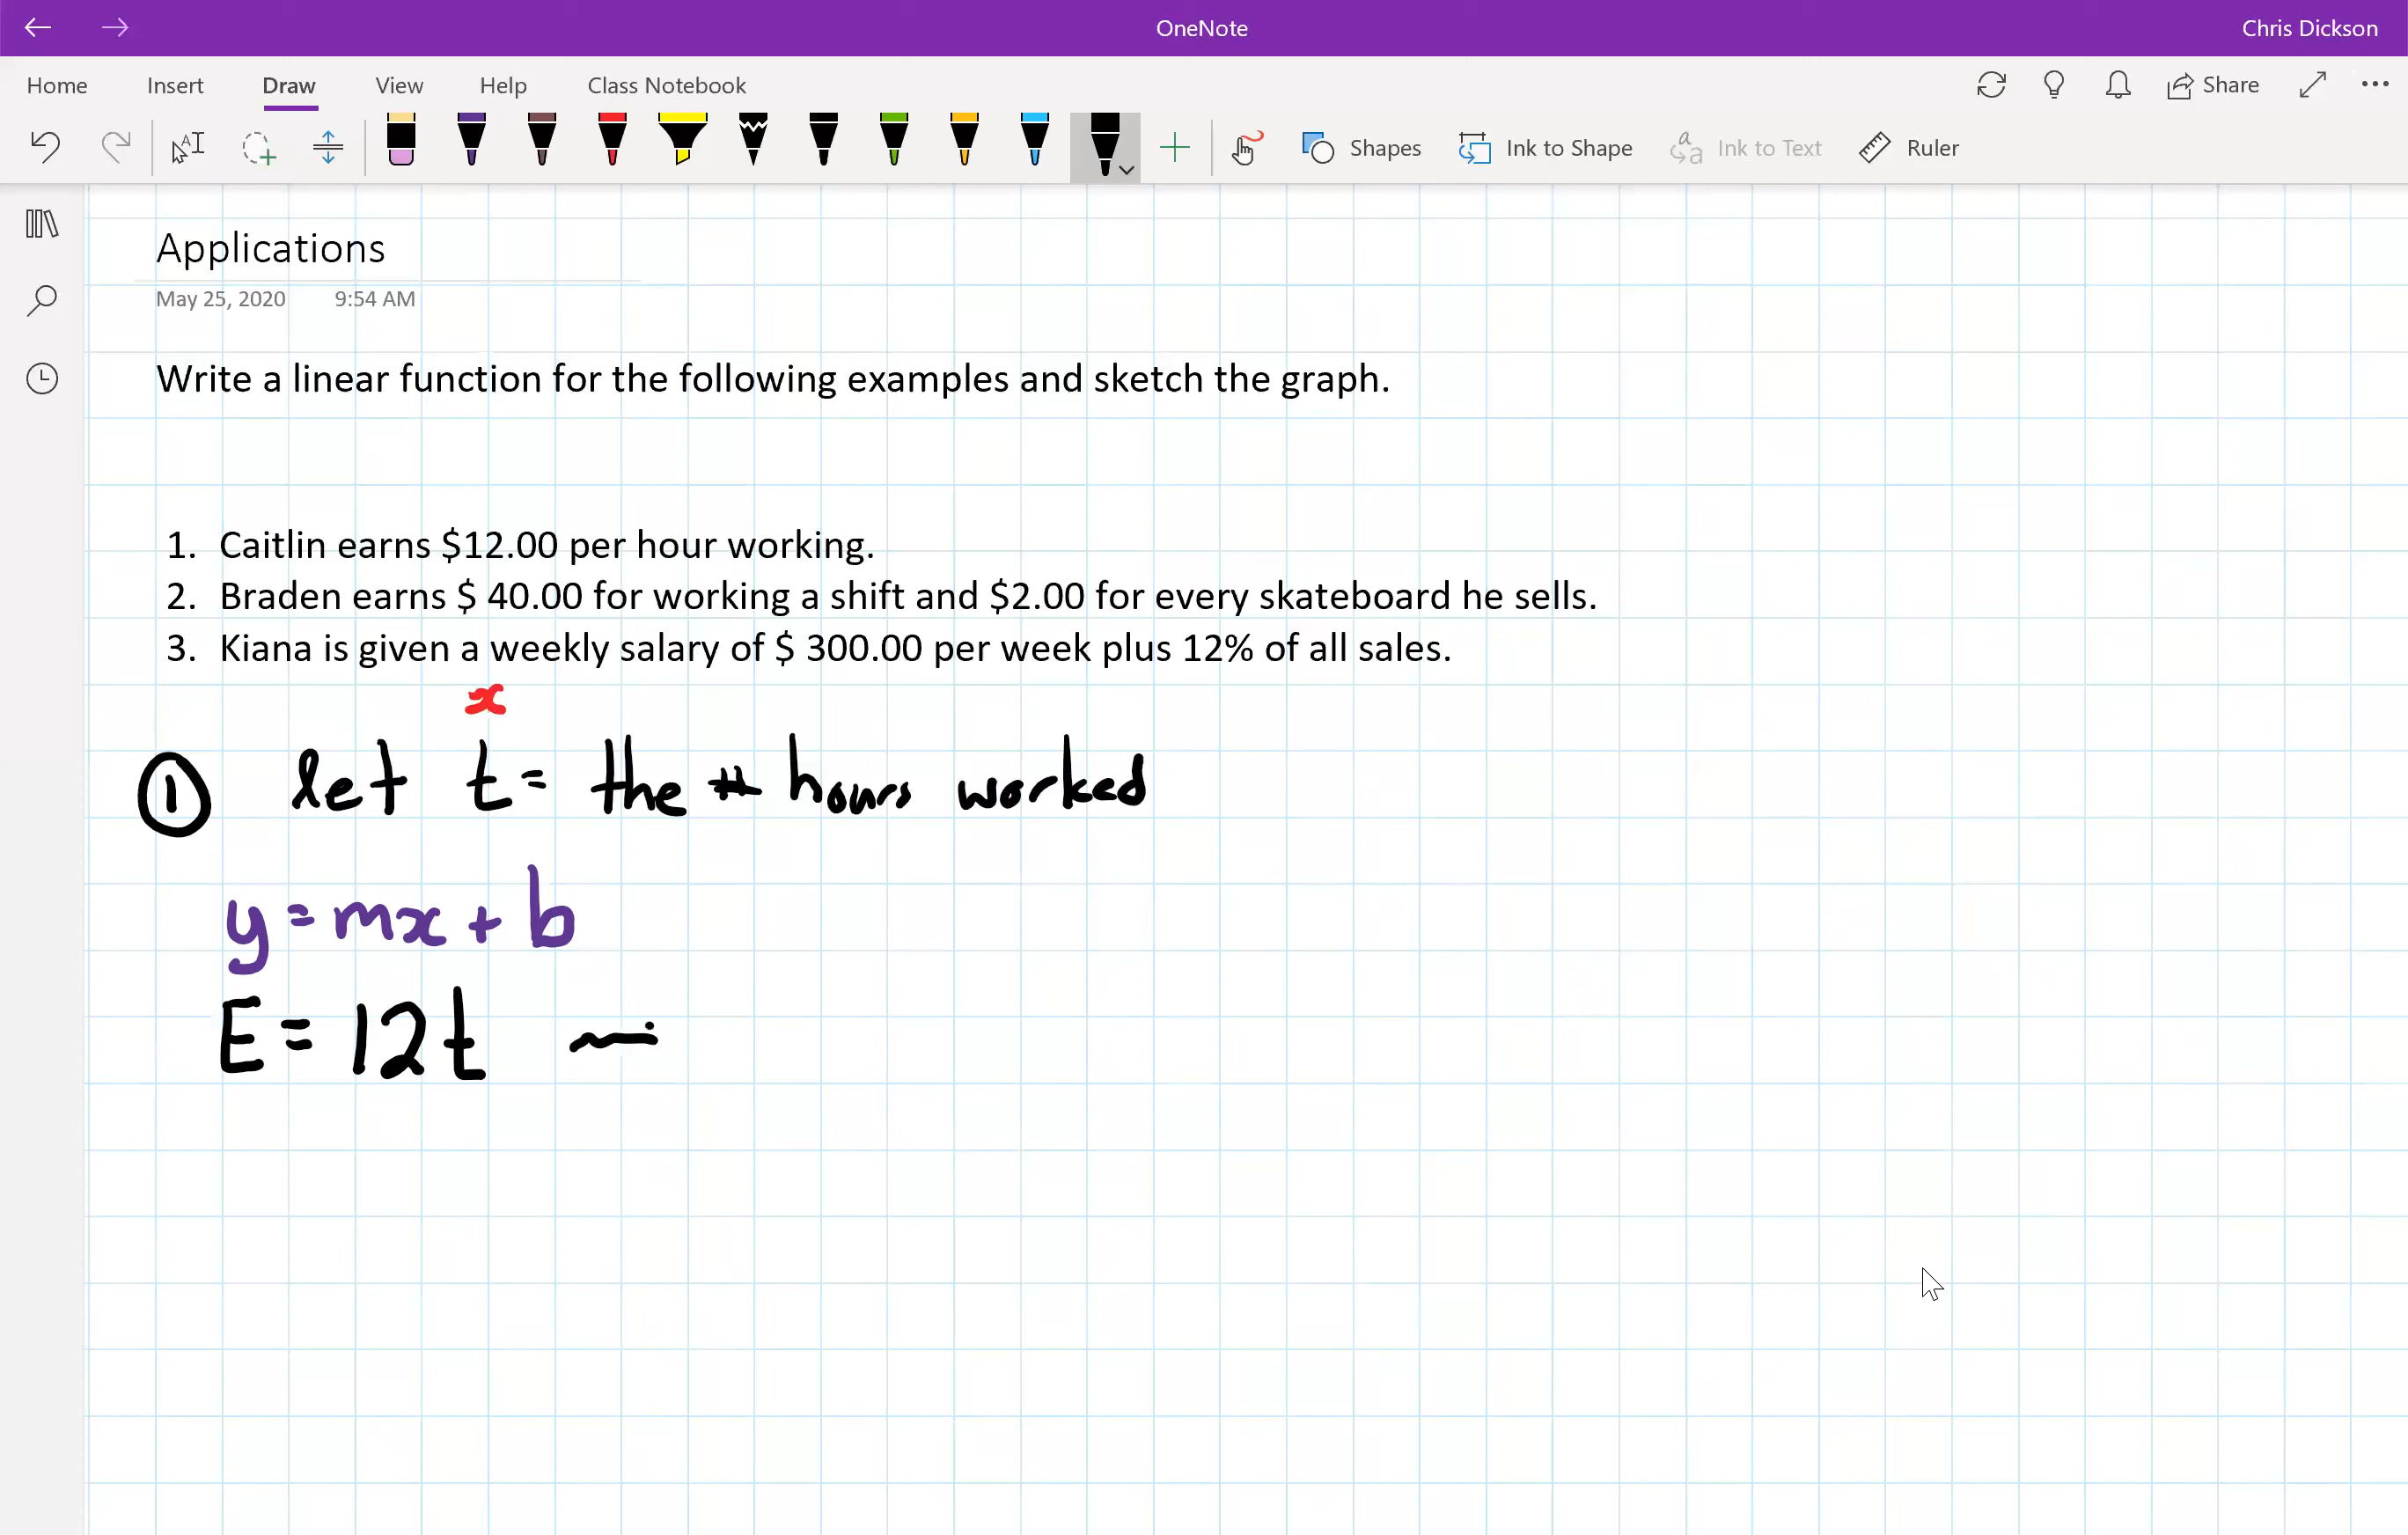 OneNote
Chris Dickson
Home Insert Draw View Help Class Notebook Share
Shapes Ink to Shape Ink to Text Ruler
Applications
May 25, 2020 9:54 AM
Write a linear function for the following examples and sketch the graph.
1. Caitlin earns $12.00 per hour working.
2. Braden earns $ 40.00 for working a shift and $2.00 for every skateboard he sells.
3. Kiana is given a weekly salary of $ 300.00 per week plus 12% of all sales.
x
① let t = the # hours worked
y = mx + b
E = 12t